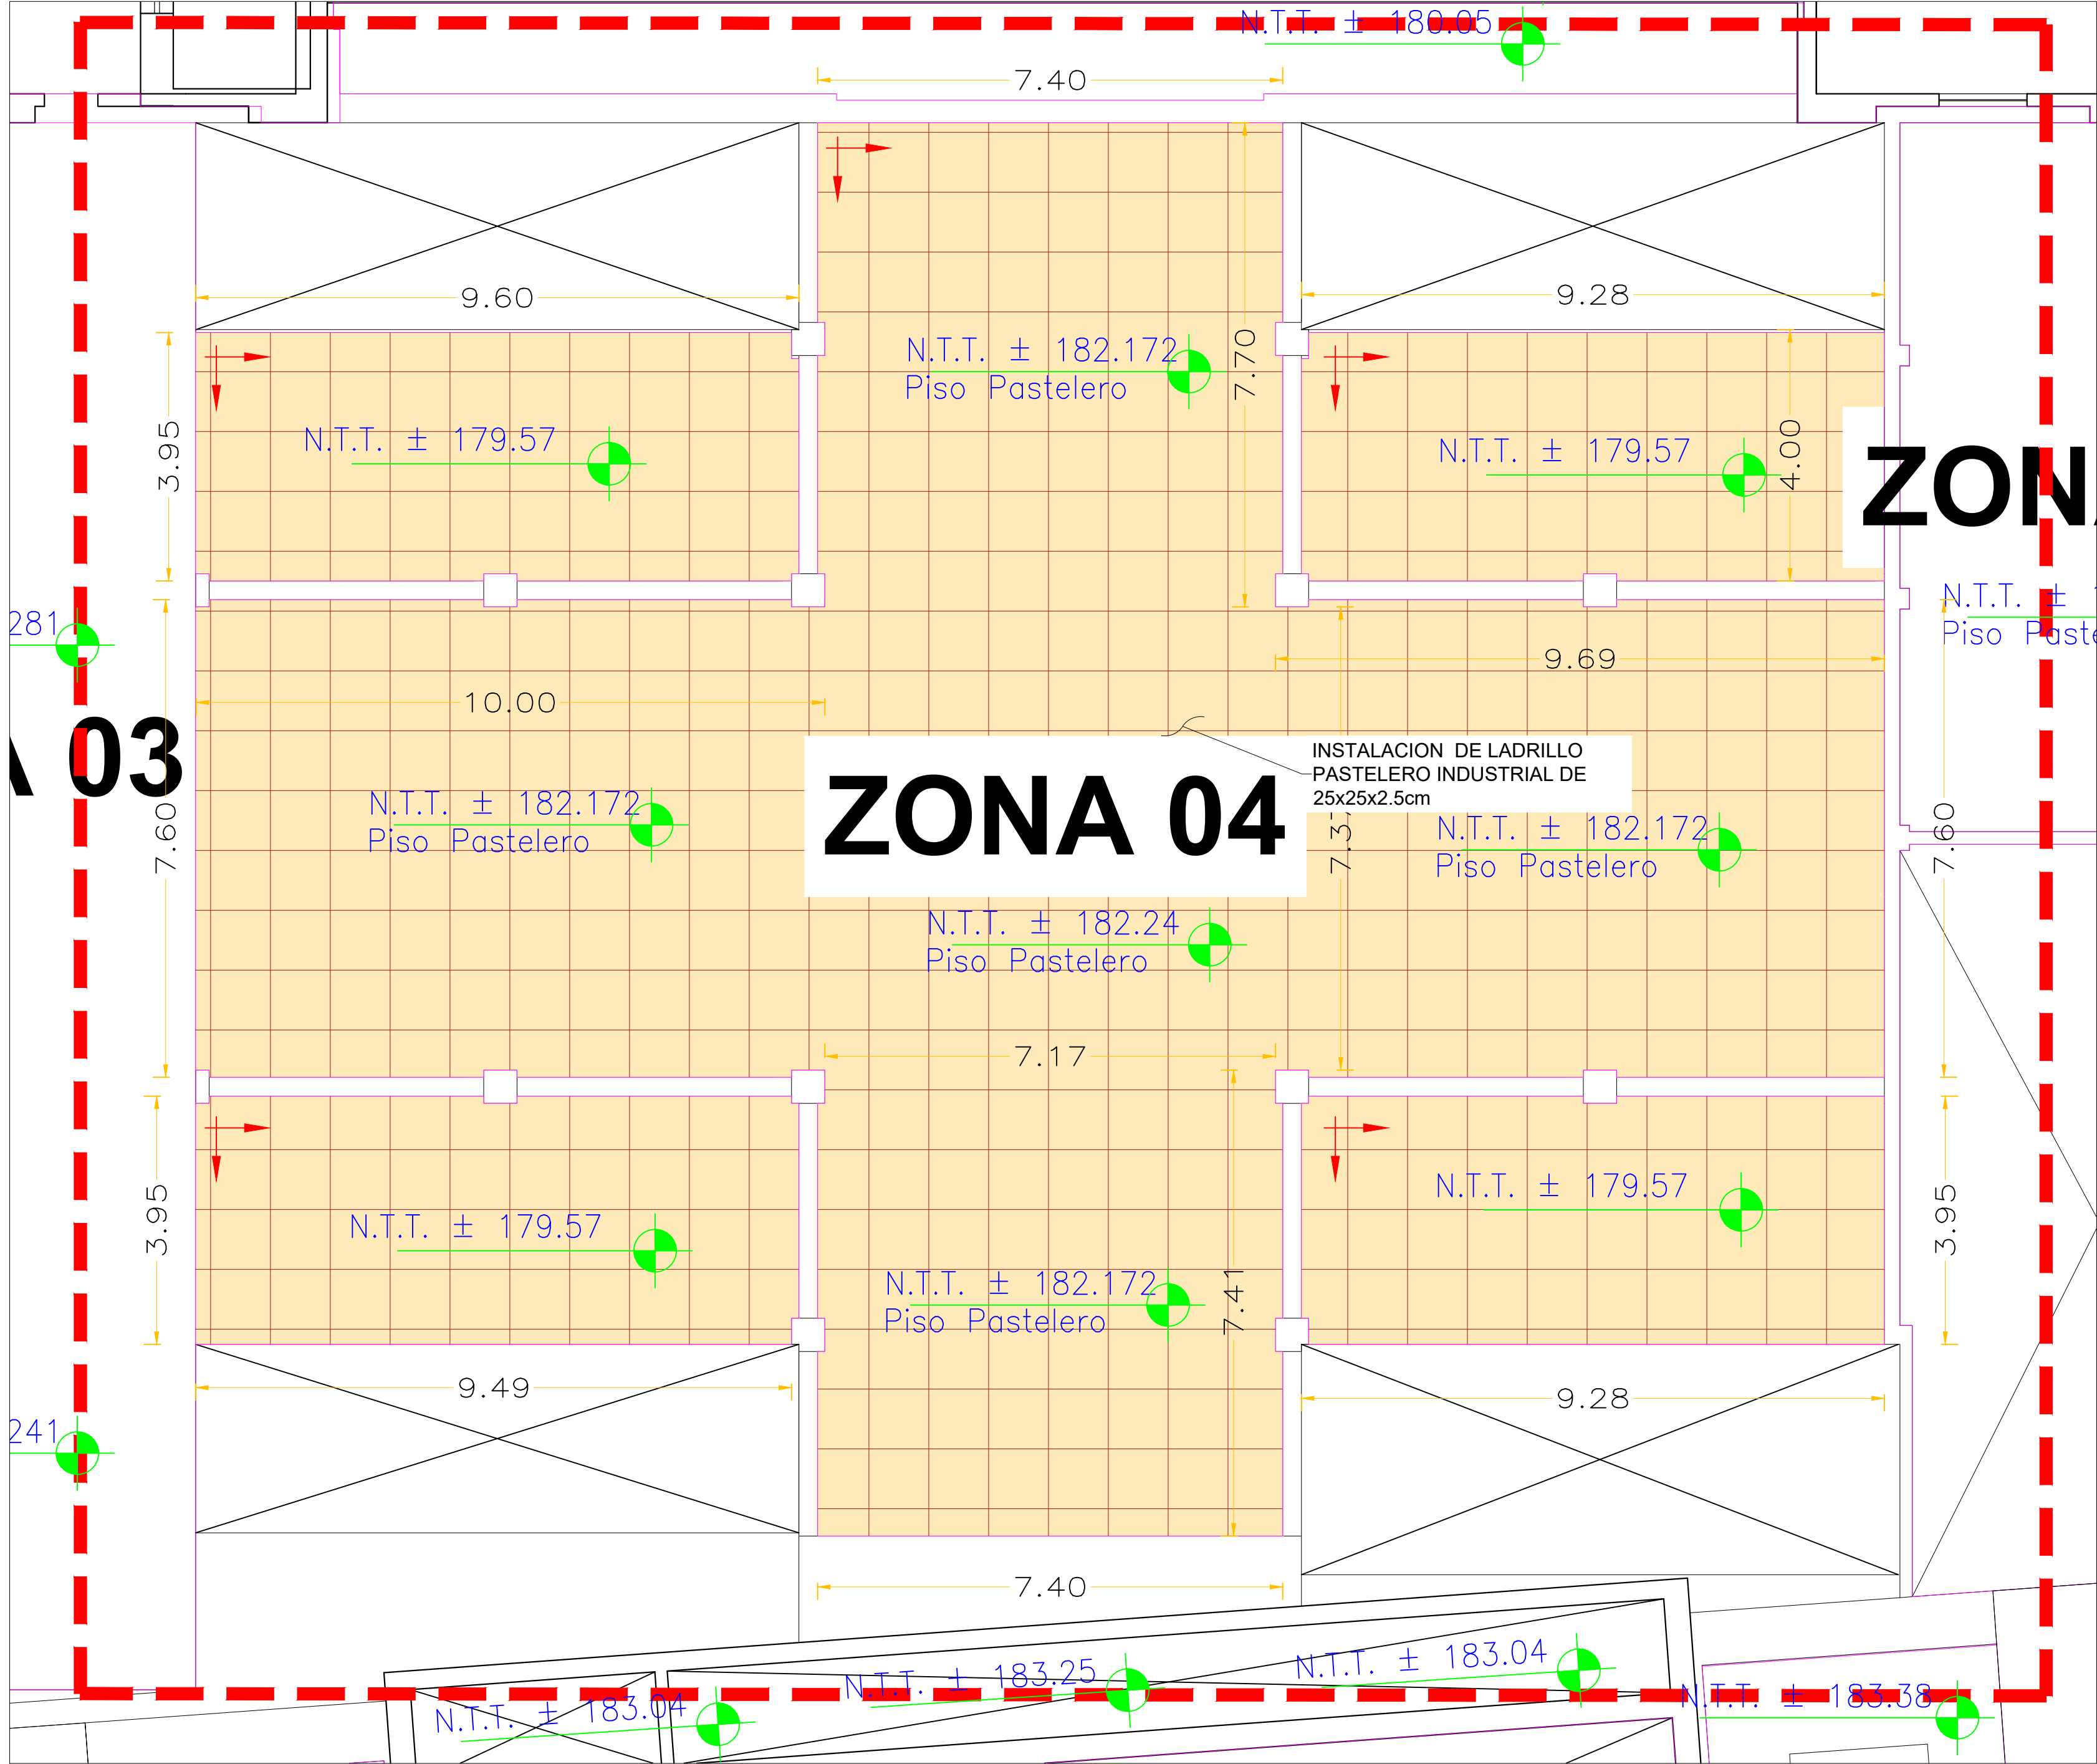 N.T.T. ± 180.05
7.40
9.60
9.28
N.T.T. ± 182.172
Piso Pastelero
7.70
3.95
N.T.T. ± 179.57
N.T.T. ± 179.57
4.00
ZONA
281
N.T.T. ±
Piso
9.69
10.00
A 03
7.60
N.T.T. ± 182.172
Piso Pastelero
ZONA 04
INSTALACION DE LADRILLO
PASTELERO INDUSTRIAL DE
25x25x2.5cm
7.37
N.T.T. ± 182.172
Piso Pastelero
7.60
N.T.T. ± 182.24
Piso Pastelero
7.17
3.95
N.T.T. ± 179.57
N.T.T. ± 179.57
3.95
N.T.T. ± 182.172
Piso Pastelero
7.41
9.49
9.28
241
7.40
N.T.T. ± 183.04
N.T.T. ± 183.25
N.T.T. ± 183.04
N.T.T. ± 183.38